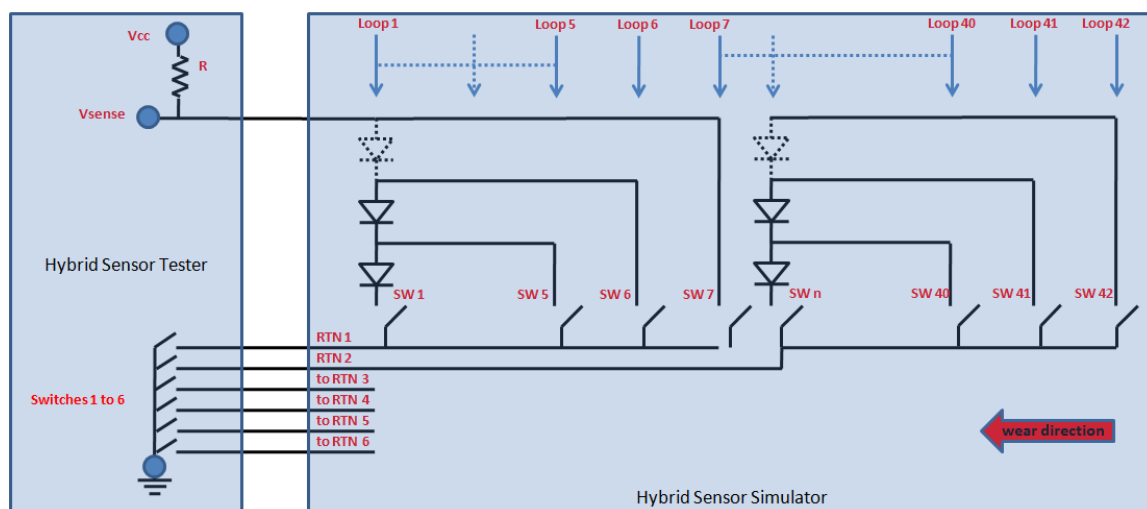 Vcc
R
Vsense
Hybrid Sensor Tester
Switches 1 to 6
Loop 1
Loop 5
Loop 6
Loop 7
Loop 40
Loop 41
Loop 42
SW 1
SW 5
SW 6
SW 7
SW n
SW 40
SW 41
SW 42
RTN 1
RTN 2
to RTN 3
to RTN 4
to RTN 5
to RTN 6
wear direction
Hybrid Sensor Simulator